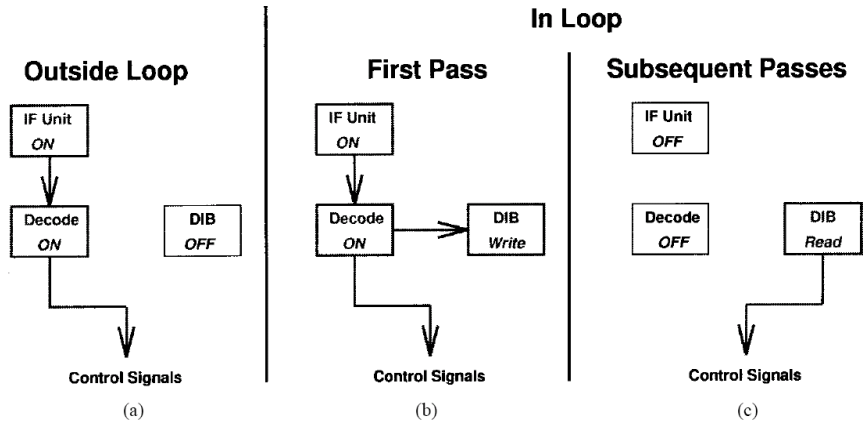 In Loop
Outside Loop
First Pass
Subsequent Passes
IF Unit
ON
Decode
ON
DIB
OFF
Control Signals
(a)
IF Unit
ON
Decode
ON
DIB
Write
Control Signals
(b)
IF Unit
OFF
Decode
OFF
DIB
Read
Control Signals
(c)